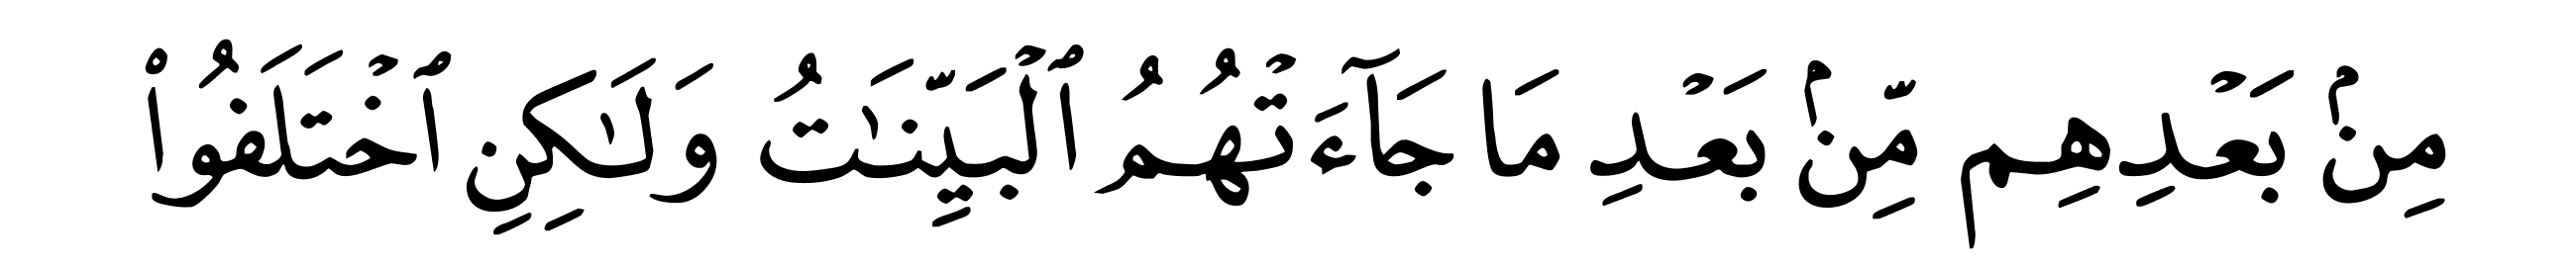 مِنۢ بَعۡدِهِم مِّنۢ بَعۡدِ مَا جَآءَتۡهُمُ ٱلۡبَيِّنَٰتُ وَلَٰكِنِ ٱخۡتَلَفُواْ